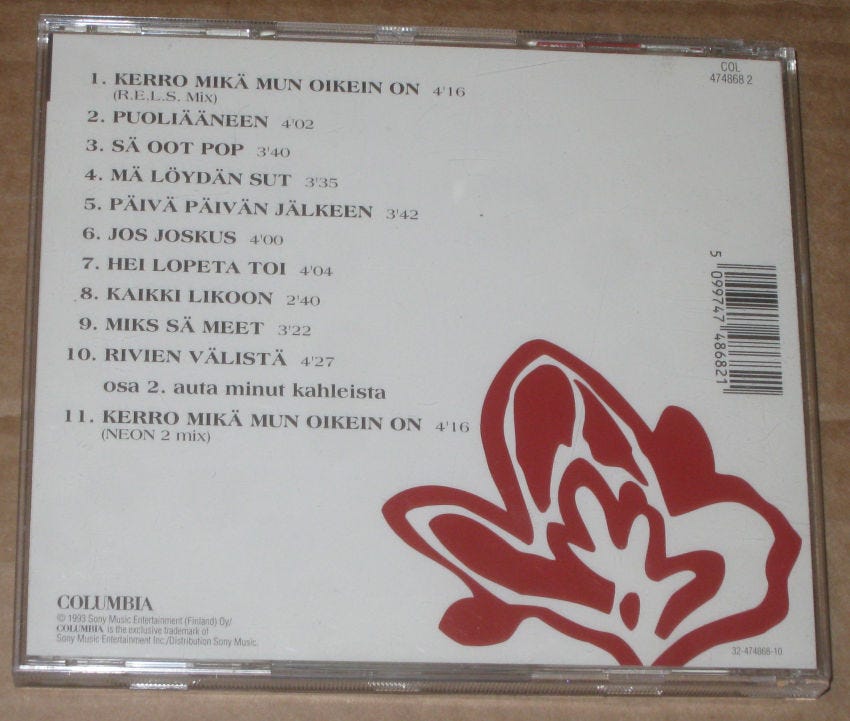 COL
474868 2
1. KERRO MIKÄ MUN OIKEIN ON 4'16
(R.E.L.S. Mix)
2. PUOLIÄÄNEEN 4'02
3. SÄ OOT POP 3'40
4. MÄ LÖYDÄN SUT 3'35
5. PÄIVÄ PÄIVÄN JÄLKEEN 3'42
6. JOS JOSKUS 4'00
7. HEI LOPETA TOI 4'04
8. KAIKKI LIKOON 2'40
9. MIKS SÄ MEET 3'22
10. RIVIEN VÄLISTÄ 4'27
osa 2. auta minut kahleista
11. KERRO MIKÄ MUN OIKEIN ON 4'16
(NEON 2 mix)
5 099747 486821
COLUMBIA
© 1993 Sony Music Entertainment (Finland) Oy/
COLUMBIA is the exclusive trademark of
Sony Music Entertainment Inc./Distribution Sony Music.
32-474868-10